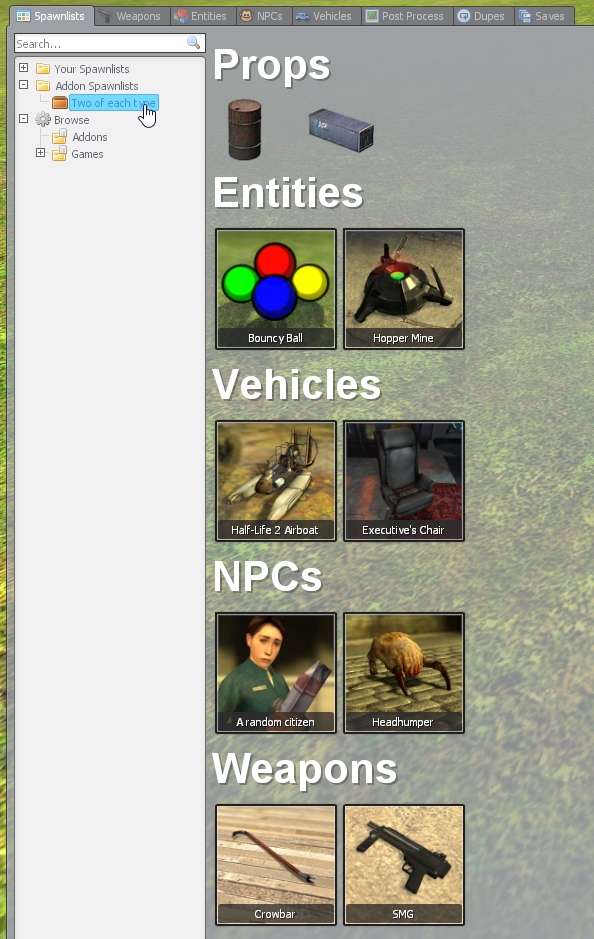 Spawnlists Weapons Entities NPCs Vehicles Post Process Dupes Saves
Search...
Your Spawnlists
Addon Spawnlists
Two of each type
Browse
Addons
Games
Props
Entities
Bouncy Ball
Hopper Mine
Vehicles
Half-Life 2 Airboat
Executive's Chair
NPCs
A random citizen
Headhumper
Weapons
Crowbar
SMG